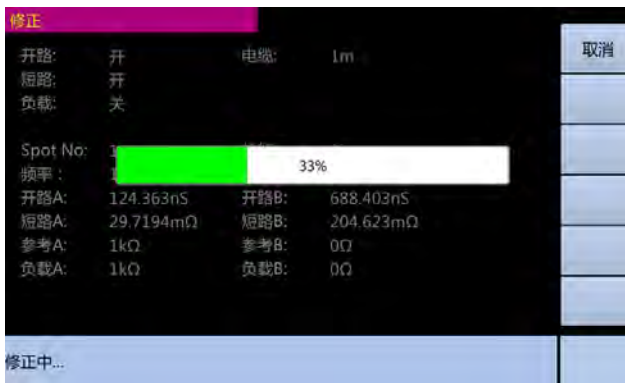 修正
取消
开路: 开 电缆: 1m
短路: 开
负载: 关
Spot No:
频率：
33%
开路A: 124.363nS 开路B: 688.403nS
短路A: 29.7194mΩ 短路B: 204.623mΩ
参考A: 1kΩ 参考B: 0Ω
负载A: 1kΩ 负载B: 0Ω
修正中...